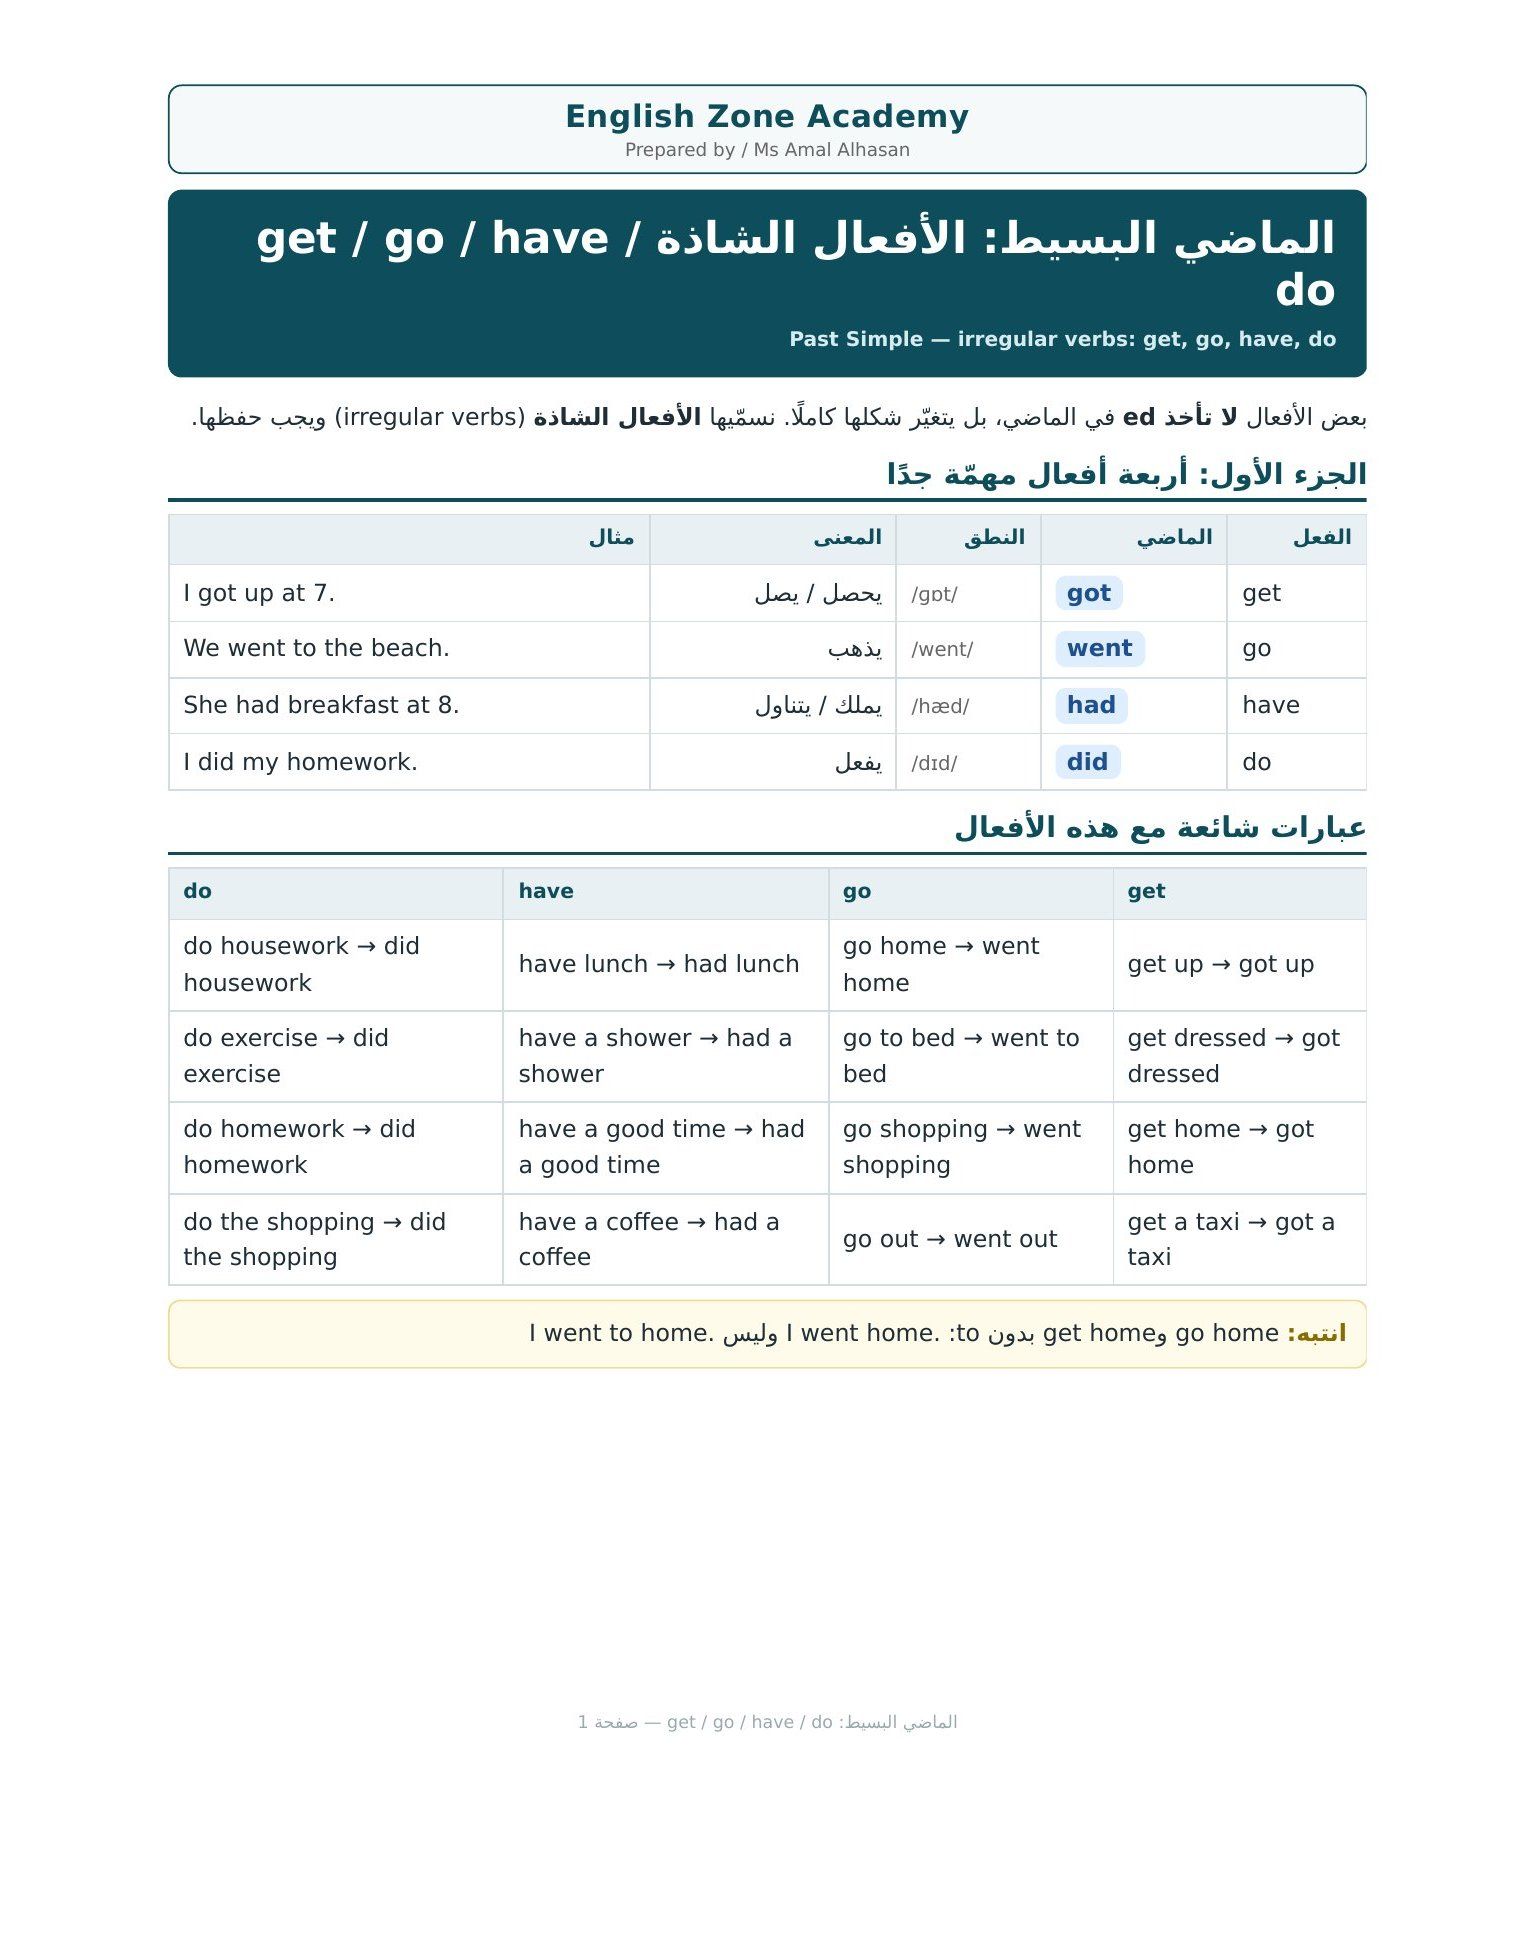 English Zone Academy
Prepared by / Ms Amal Alhasan
الماضي البسيط: الأفعال الشاذة get / go / have /
do
Past Simple — irregular verbs: get, go, have, do
بعض الأفعال لا تأخذ ed في الماضي، بل يتغيّر شكلها كاملًا. نسمّيها الأفعال الشاذة (irregular verbs) ويجب حفظها.
الجزء الأول: أربعة أفعال مهمّة جدًا
الفعل الماضي النطق المعنى مثال
get got /gɒt/ يحصل / يصل I got up at 7.
go went /went/ يذهب We went to the beach.
have had /hæd/ يملك / يتناول She had breakfast at 8.
do did /dɪd/ يفعل I did my homework.
عبارات شائعة مع هذه الأفعال
get go have do
get up → got up
go home → went
home
have lunch → had lunch
do housework → did
housework
get dressed → got
dressed
go to bed → went to
bed
have a shower → had a
shower
do exercise → did
exercise
get home → got
home
go shopping → went
shopping
have a good time → had
a good time
do homework → did
homework
get a taxi → got a
taxi
go out → went out
have a coffee → had a
coffee
do the shopping → did
the shopping
انتبه: go home وget home بدون to: I went home. وليس I went to home.
الماضي البسيط: get / go / have / do — صفحة 1